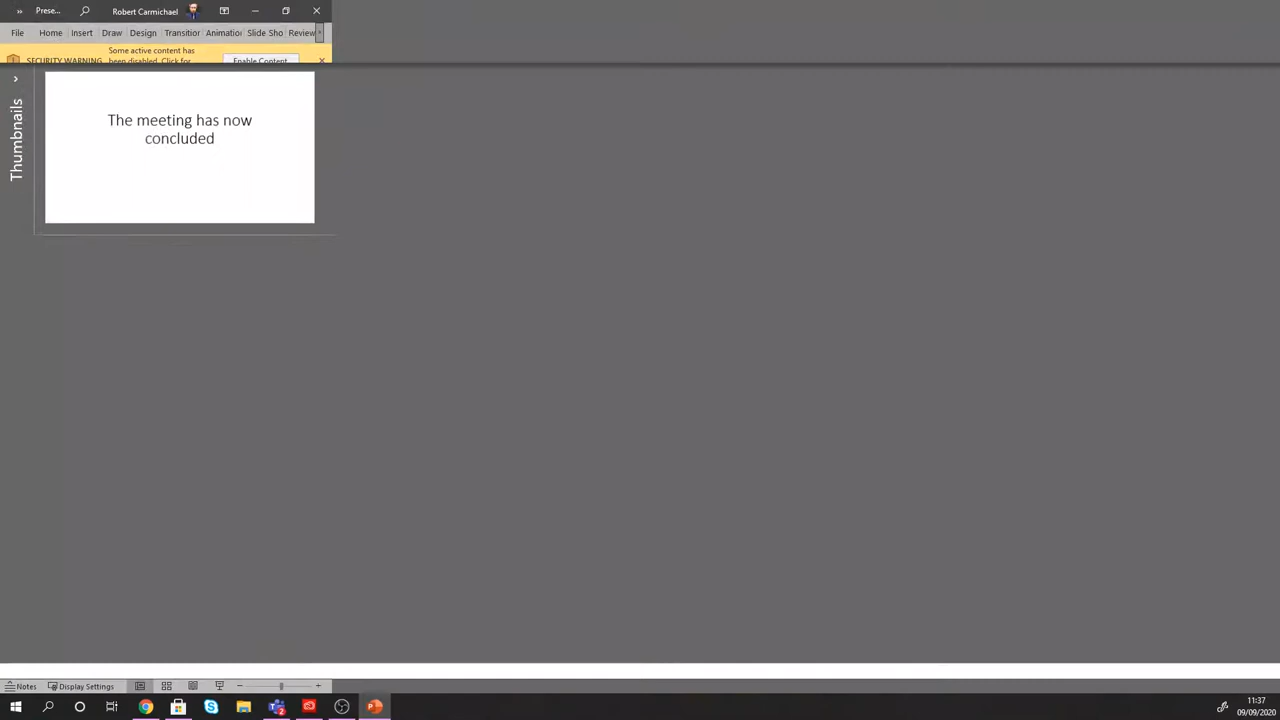 » Prese... Robert Carmichael
File Home Insert Draw Design Transition Animation Slide Sho Review
SECURITY WARNING Some active content has been disabled. Click for Enable Content
Thumbnails
The meeting has now
concluded
Notes Display Settings
2
11:37
09/09/2020